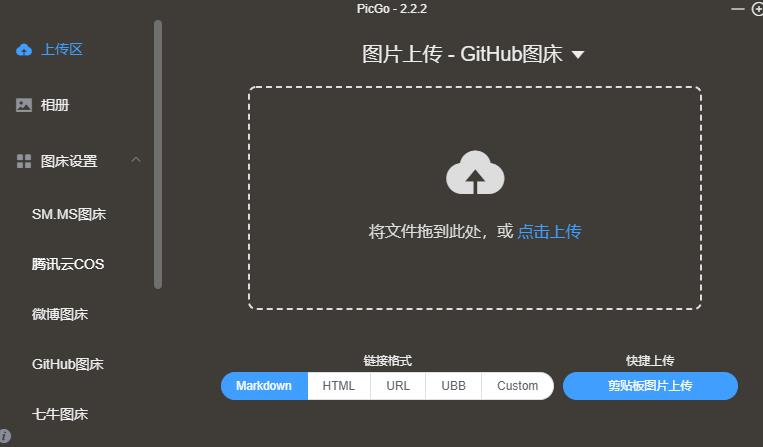 PicGo - 2.2.2
上传区
相册
图床设置
SM.MS图床
腾讯云COS
微博图床
GitHub图床
七牛图床
图片上传 - GitHub图床
将文件拖到此处，或 点击上传
链接格式
Markdown HTML URL UBB Custom
快捷上传
剪贴板图片上传